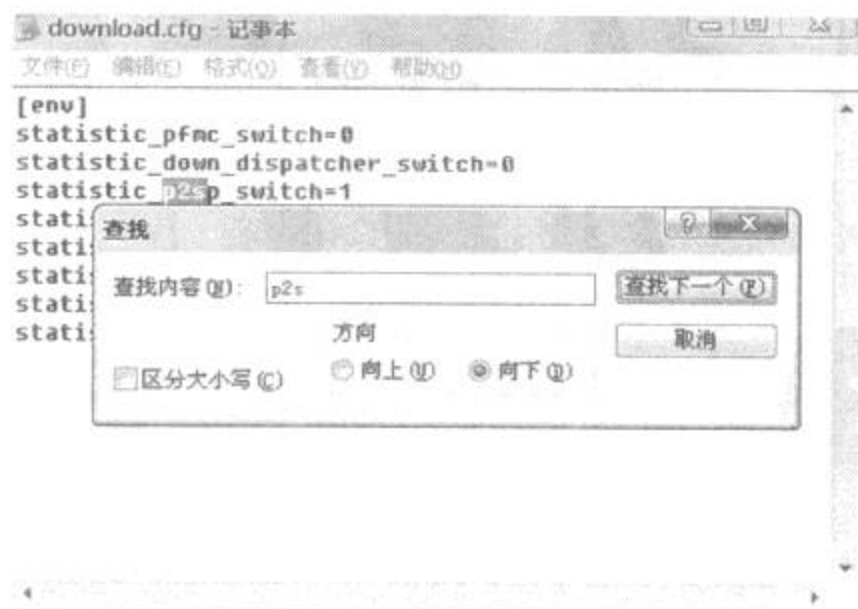 download.cfg - 记事本
文件(F) 编辑(E) 格式(O) 查看(V) 帮助(H)
[env]
statistic_pfmc_switch=0
statistic_down_dispatcher_switch=0
statistic_p2sp_switch=1
stati
stati
stati
stati
stati
查找
查找内容(N): p2s
查找下一个(F)
方向
取消
区分大小写(C) 向上(U) 向下(D)